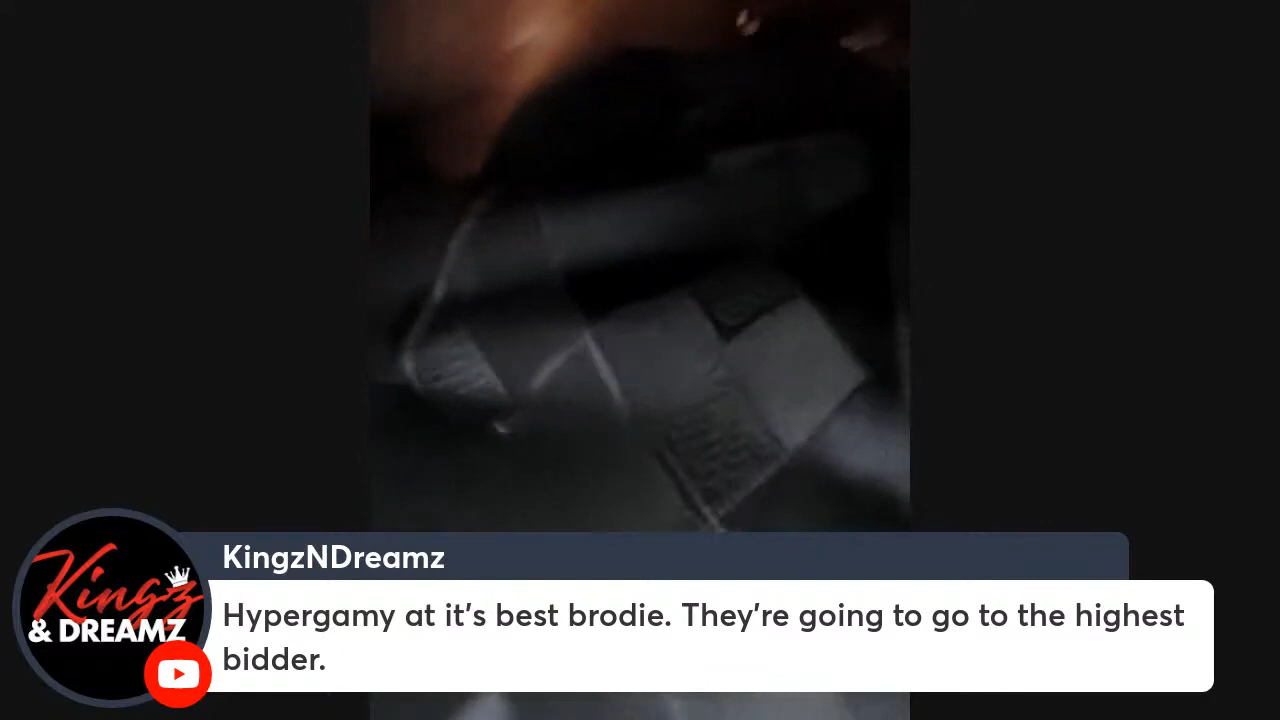 KingzNDreamz
Kingz
& DREAMZ
Hypergamy at it's best brodie. They're going to go to the highest
bidder.